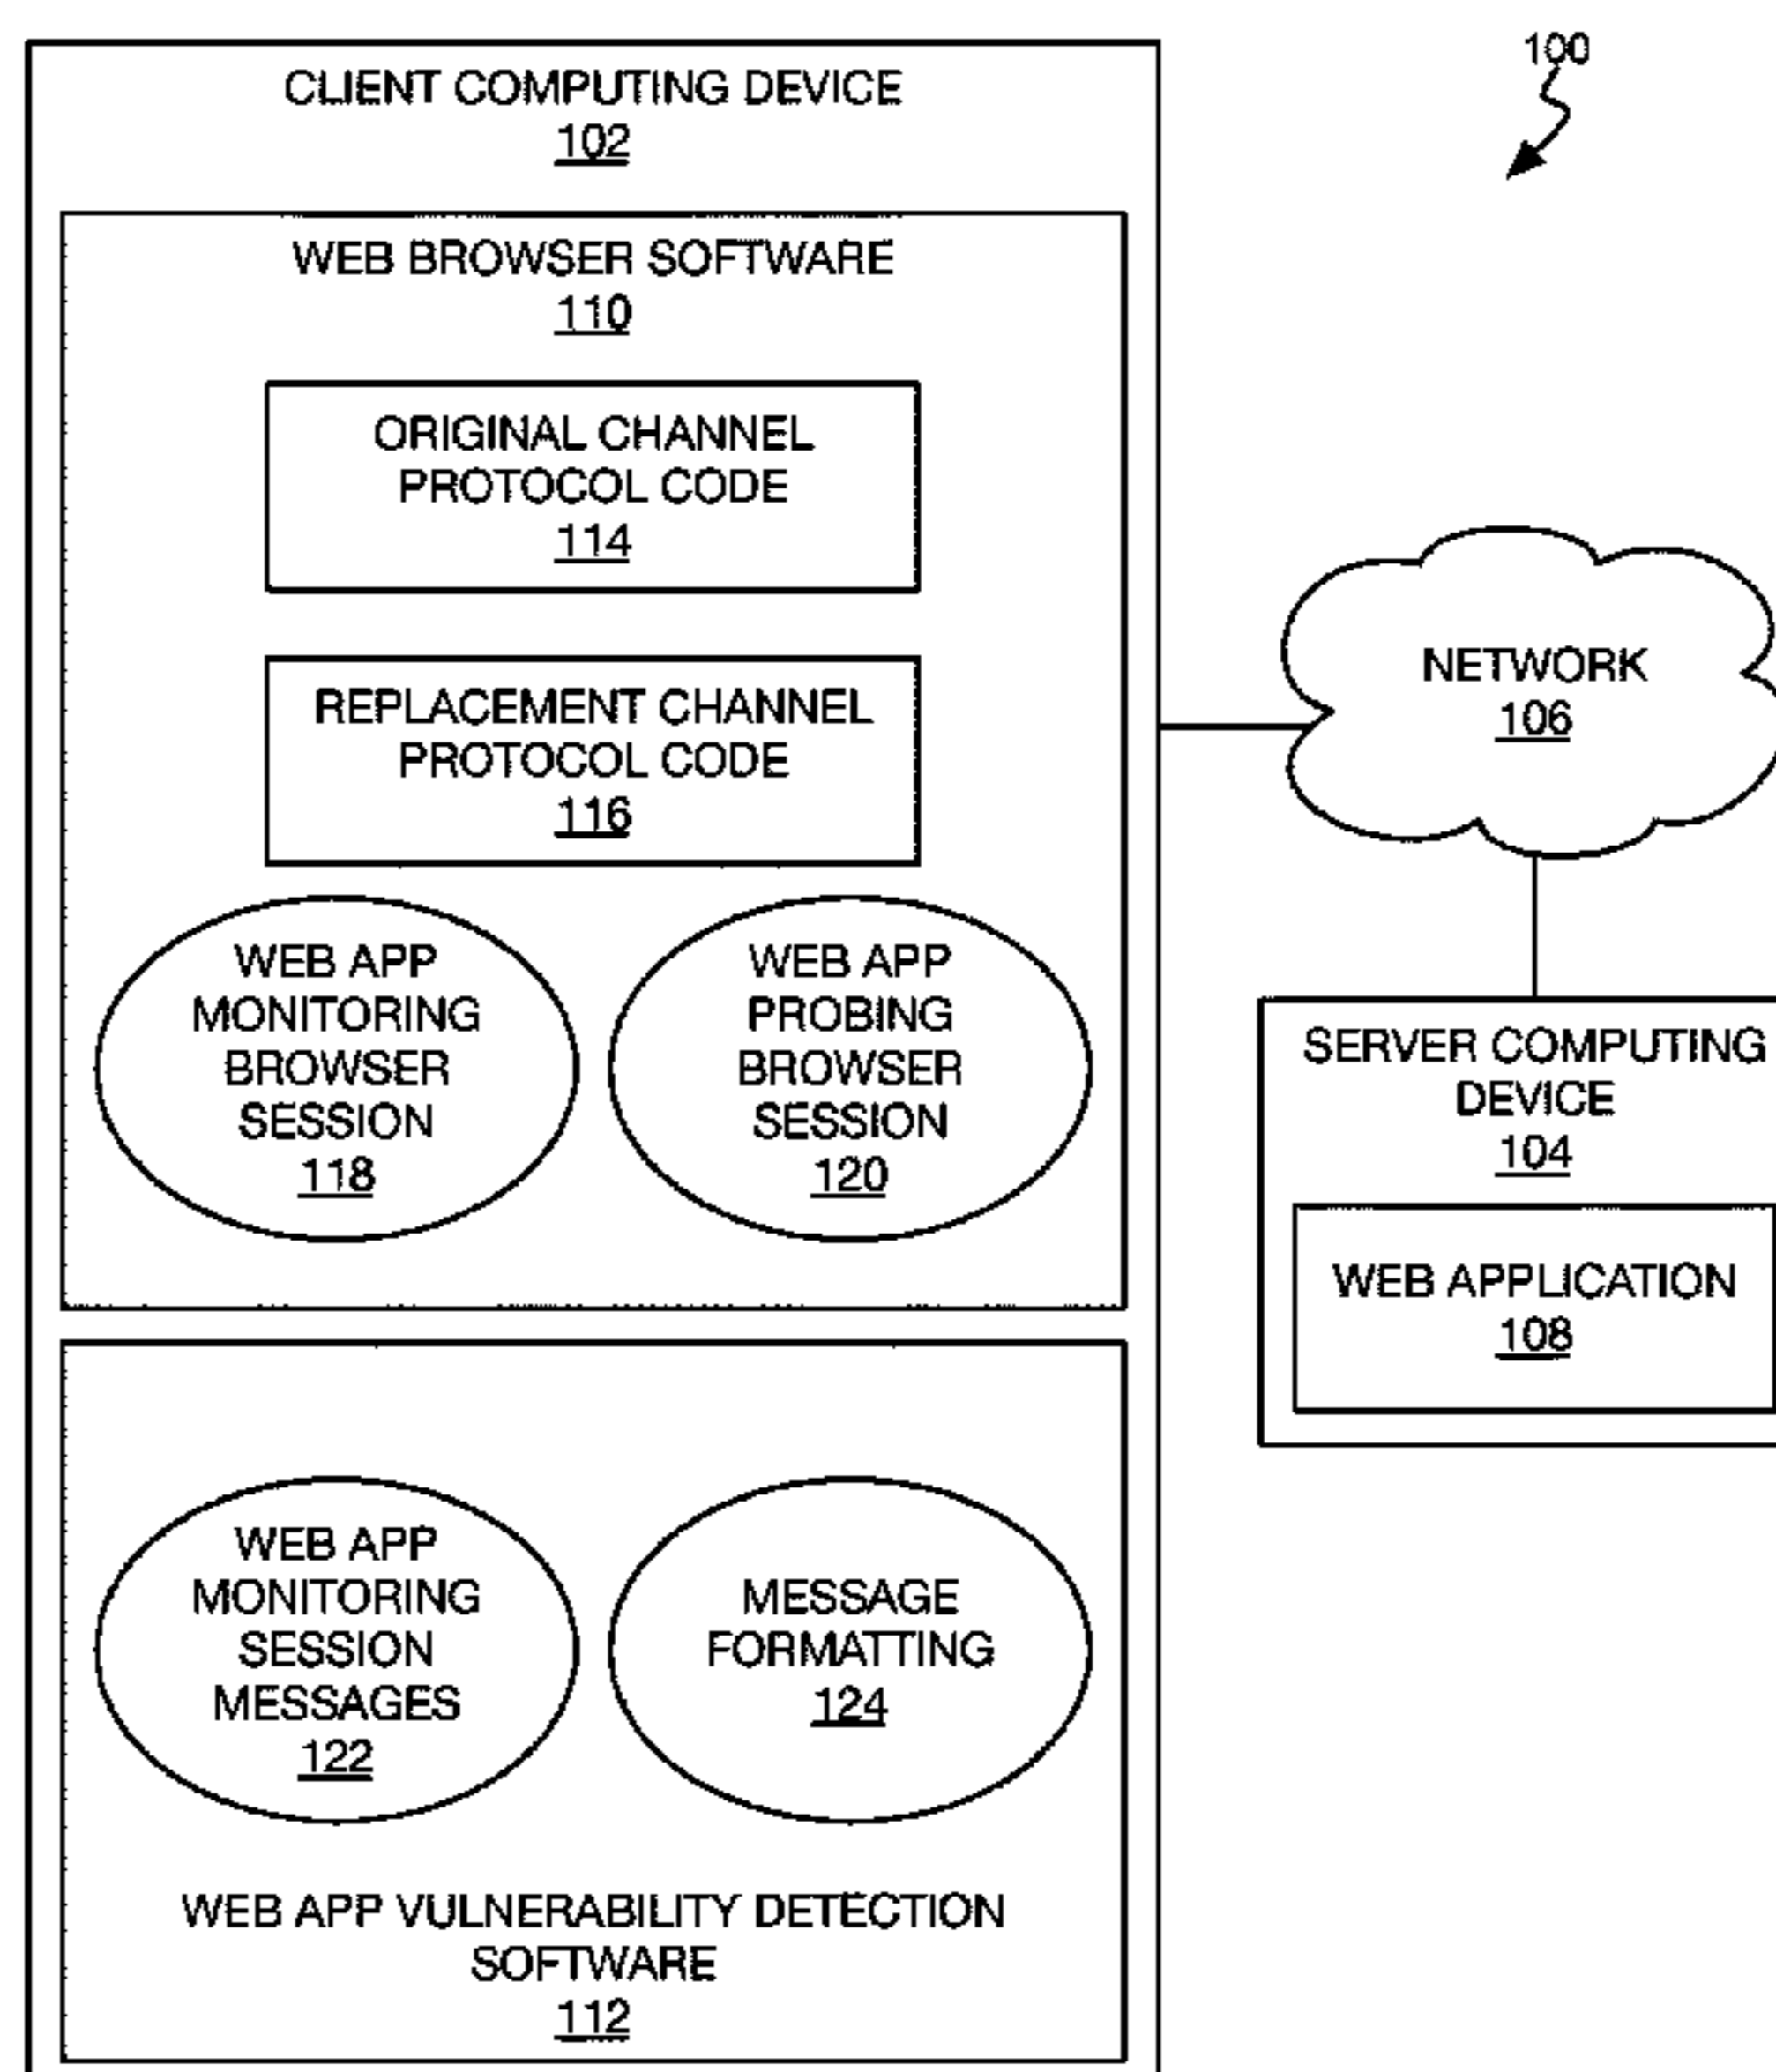 100
CLIENT COMPUTING DEVICE
102
WEB BROWSER SOFTWARE
110
ORIGINAL CHANNEL
PROTOCOL CODE
114
REPLACEMENT CHANNEL
PROTOCOL CODE
116
WEB APP
MONITORING
BROWSER
SESSION
118
WEB APP
PROBING
BROWSER
SESSION
120
WEB APP
MONITORING
SESSION
MESSAGES
122
MESSAGE
FORMATTING
124
WEB APP VULNERABILITY DETECTION
SOFTWARE
112
NETWORK
106
SERVER COMPUTING
DEVICE
104
WEB APPLICATION
108